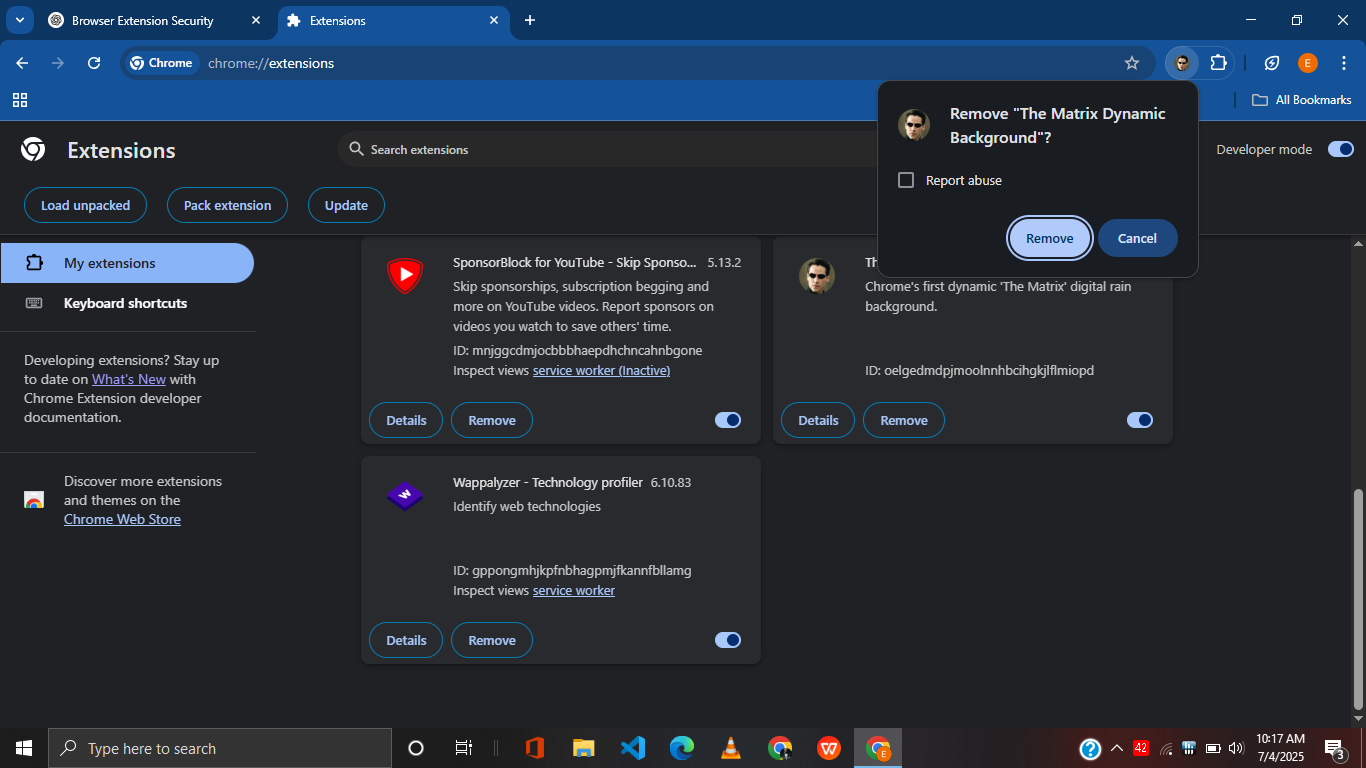 Browser Extension Security
Extensions
Chrome
chrome://extensions
E
All Bookmarks
Extensions
Search extensions
Developer mode
Remove "The Matrix Dynamic
Background"?
Report abuse
Remove
Cancel
Load unpacked
Pack extension
Update
My extensions
Keyboard shortcuts
Developing extensions? Stay up
to date on What's New with
Chrome Extension developer
documentation.
Discover more extensions
and themes on the
Chrome Web Store
SponsorBlock for YouTube - Skip Sponso... 5.13.2
Skip sponsorships, subscription begging and
more on YouTube videos. Report sponsors on
videos you watch to save others' time.
ID: mnjggcdmjocbbbhaepdhchncahnbgone
Inspect views service worker (Inactive)
Details
Remove
Chrome's first dynamic 'The Matrix' digital rain
background.
ID: oelgedmdpjmoolnnhbcihgkjlflmiopd
Details
Remove
W
Wappalyzer - Technology profiler 6.10.83
Identify web technologies
ID: gppongmhjkpfnbhagpmjfkannfbllamg
Inspect views service worker
Details
Remove
Type here to search
W
E
42
10:17 AM
7/4/2025
3